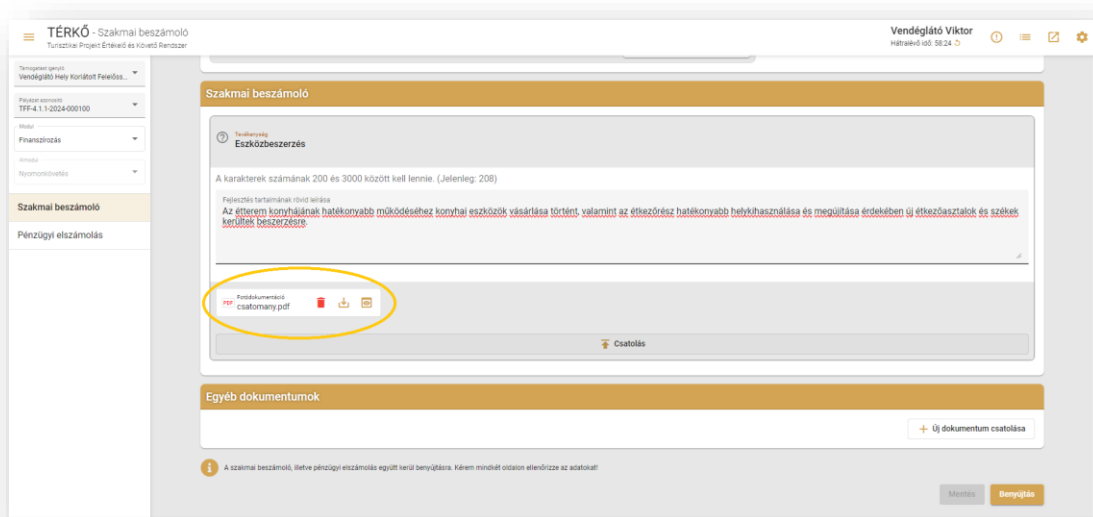 TÉRKŐ - Szakmai beszámoló
Turisztikai Projekt Értékelő és Követő Rendszer
Vendéglátó Viktor
Hátralévő idő: 58:24
Támogatást igénylő
Vendéglátó Hely Korlátolt Felelőss...
Pályázat azonosító
TFF-4.1.1-2024-000100
Modul
Finanszírozás
Almodul
Nyomonkövetés
Szakmai beszámoló
Pénzügyi elszámolás
Szakmai beszámoló
Tevékenység
Eszközbeszerzés
A karakterek számának 200 és 3000 között kell lennie. (Jelenleg: 208)
Fejlesztés tartalmának rövid leírása
Az étterem konyhájának hatékonyabb működéséhez konyhai eszközök vásárlása történt, valamint az étkezőrész hatékonyabb helykihasználása és megújítása érdekében új étkezőasztalok és székek
kerültek beszerzésre.
PDF
Fotódokumentáció
csatomany.pdf
Csatolás
Egyéb dokumentumok
+ Új dokumentum csatolása
A szakmai beszámoló, illetve pénzügyi elszámolás együtt kerül benyújtásra. Kérem mindkét oldalon ellenőrizze az adatokat!
Mentés
Benyújtás